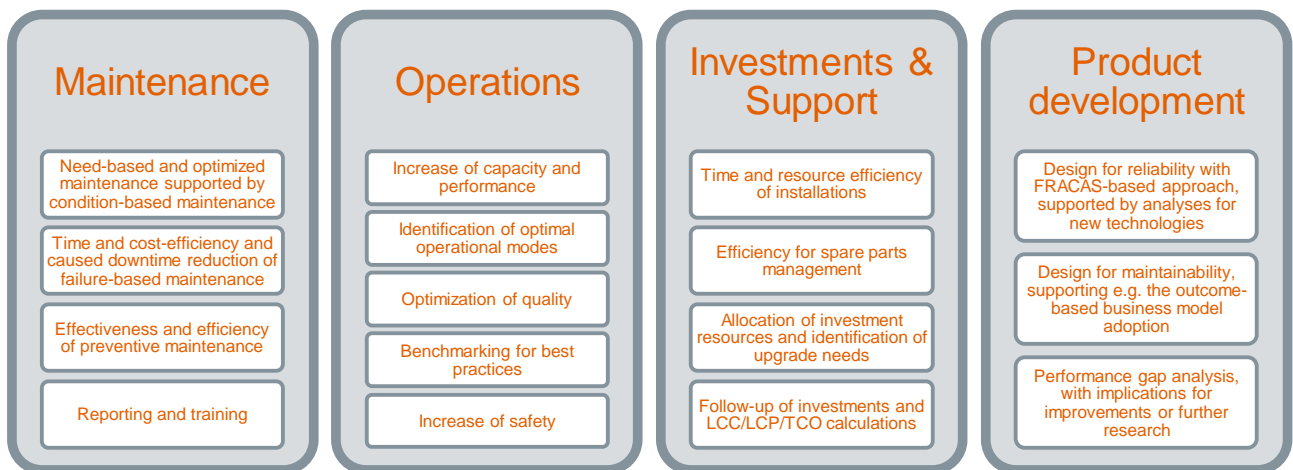 Maintenance
Need-based and optimized
maintenance supported by
condition-based maintenance
Time and cost-efficiency and
caused downtime reduction of
failure-based maintenance
Effectiveness and efficiency
of preventive maintenance
Reporting and training
Operations
Increase of capacity and
performance
Identification of optimal
operational modes
Optimization of quality
Benchmarking for best
practices
Increase of safety
Investments &
Support
Time and resource efficiency
of installations
Efficiency for spare parts
management
Allocation of investment
resources and identification of
upgrade needs
Follow-up of investments and
LCC/LCP/TCO calculations
Product
development
Design for reliability with
FRACAS-based approach,
supported by analyses for
new technologies
Design for maintainability,
supporting e.g. the outcome-
based business model
adoption
Performance gap analysis,
with implications for
improvements or further
research